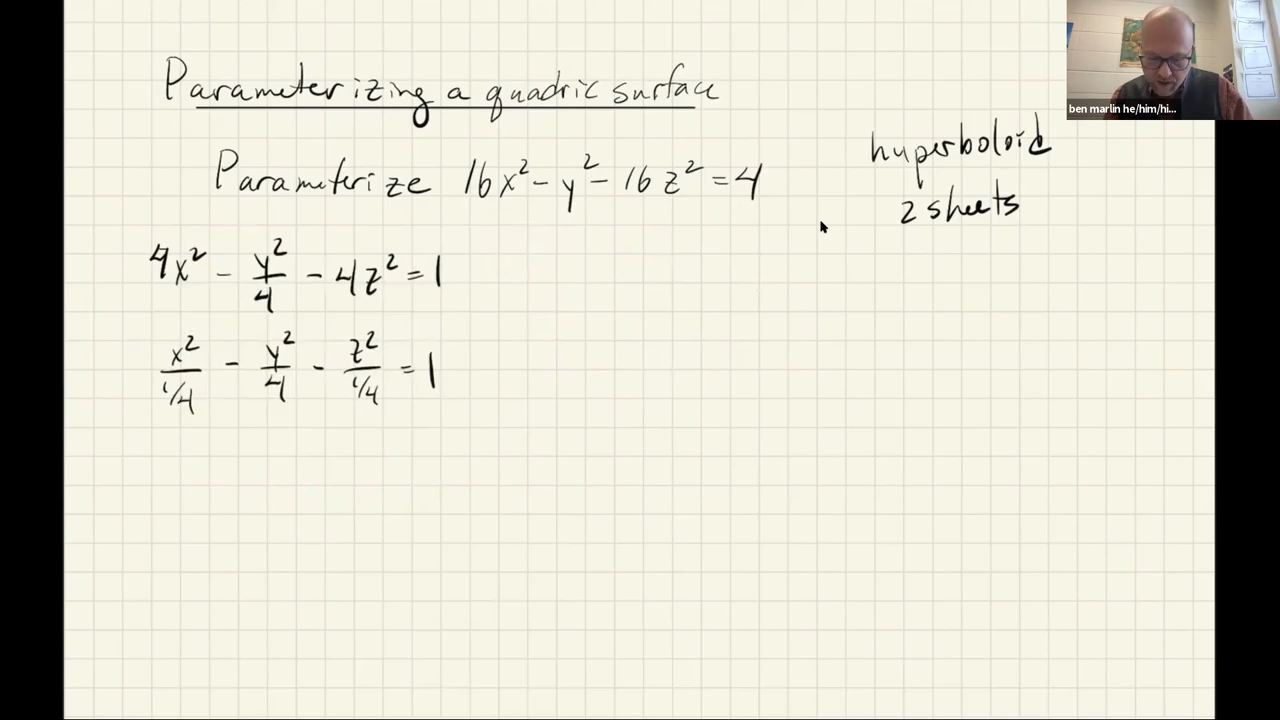 Parameterizing a quadric surface
ben marlin he/him/hi...
hyperboloid
2 sheets
Parameterize 16x² - y² - 16z² = 4
4x² - y²/4 - 4z² = 1
x²/(1/4) - y²/4 - z²/(1/4) = 1